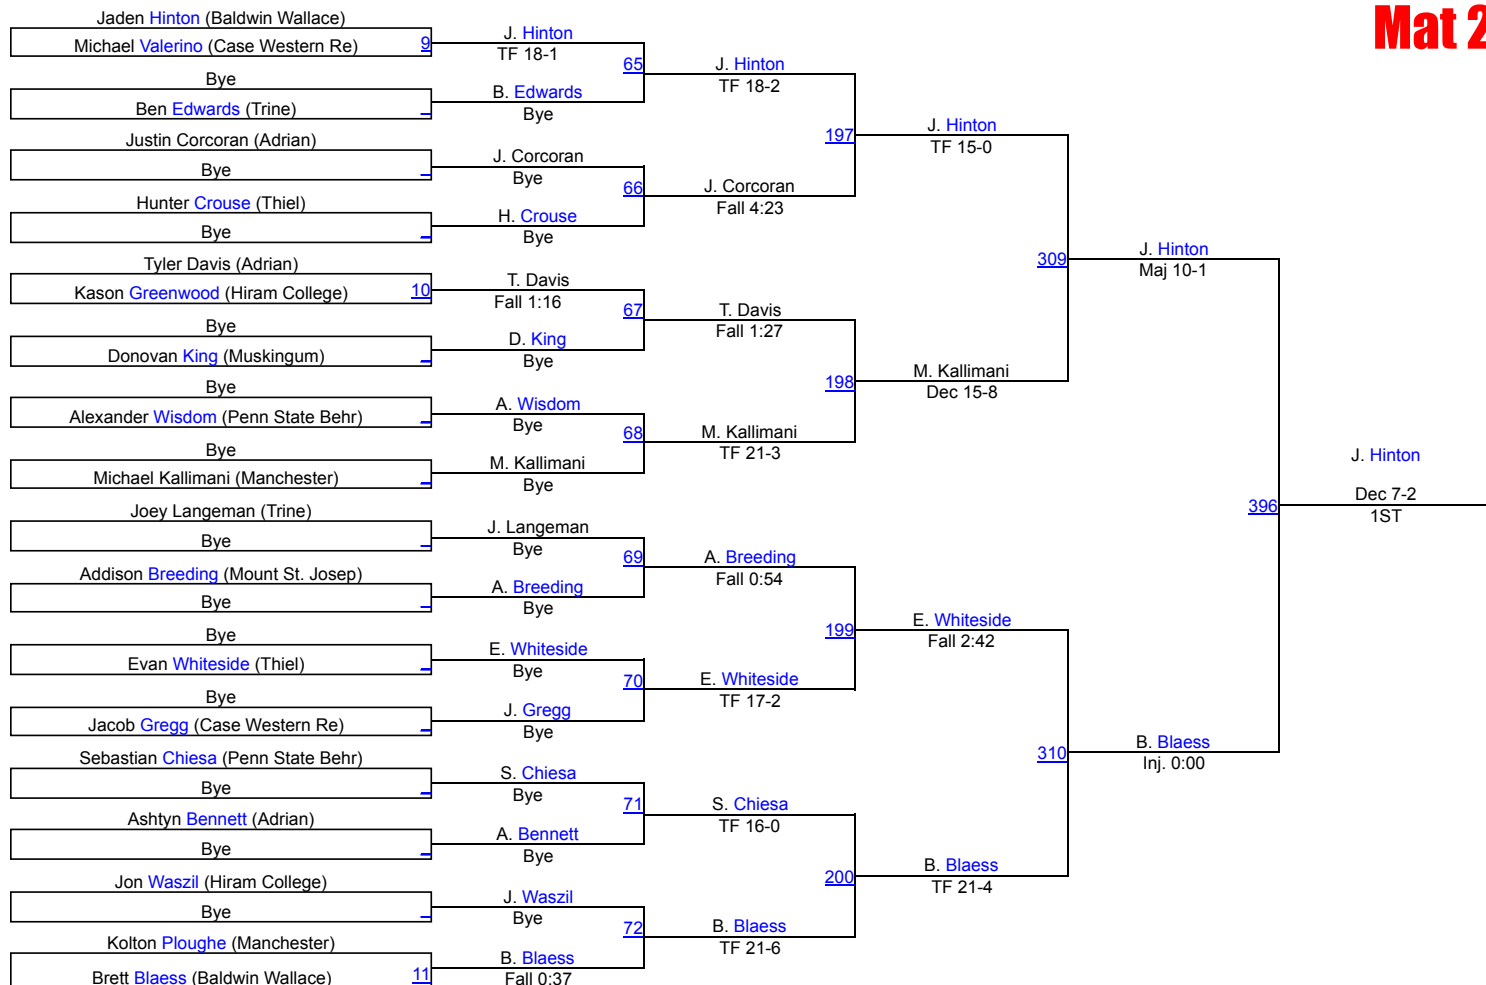 Mat 2
Jaden Hinton (Baldwin Wallace)
Michael Valerino (Case Western Re) 9
Bye
Ben Edwards (Trine)
Justin Corcoran (Adrian)
Bye
Hunter Crouse (Thiel)
Bye
Tyler Davis (Adrian)
Kason Greenwood (Hiram College) 10
Bye
Donovan King (Muskingum)
Bye
Alexander Wisdom (Penn State Behr)
Bye
Michael Kallimani (Manchester)
Joey Langeman (Trine)
Bye
Addison Breeding (Mount St. Josep)
Bye
Bye
Evan Whiteside (Thiel)
Bye
Jacob Gregg (Case Western Re)
Sebastian Chiesa (Penn State Behr)
Bye
Ashtyn Bennett (Adrian)
Bye
Jon Waszil (Hiram College)
Bye
Kolton Ploughe (Manchester)
Brett Blaess (Baldwin Wallace) 11
J. Hinton
TF 18-1
65
B. Edwards
Bye
J. Corcoran
Bye
66
H. Crouse
Bye
T. Davis
Fall 1:16
67
D. King
Bye
A. Wisdom
Bye
68
M. Kallimani
Bye
J. Langeman
Bye
69
A. Breeding
Bye
E. Whiteside
Bye
70
J. Gregg
Bye
S. Chiesa
Bye
71
A. Bennett
Bye
J. Waszil
Bye
72
B. Blaess
Fall 0:37
J. Hinton
TF 18-2
197
J. Corcoran
Fall 4:23
T. Davis
Fall 1:27
198
M. Kallimani
TF 21-3
A. Breeding
Fall 0:54
199
E. Whiteside
TF 17-2
S. Chiesa
TF 16-0
200
B. Blaess
TF 21-6
J. Hinton
TF 15-0
309
M. Kallimani
Dec 15-8
E. Whiteside
Fall 2:42
310
B. Blaess
TF 21-4
J. Hinton
Maj 10-1
396
B. Blaess
Inj. 0:00
J. Hinton
Dec 7-2
1ST